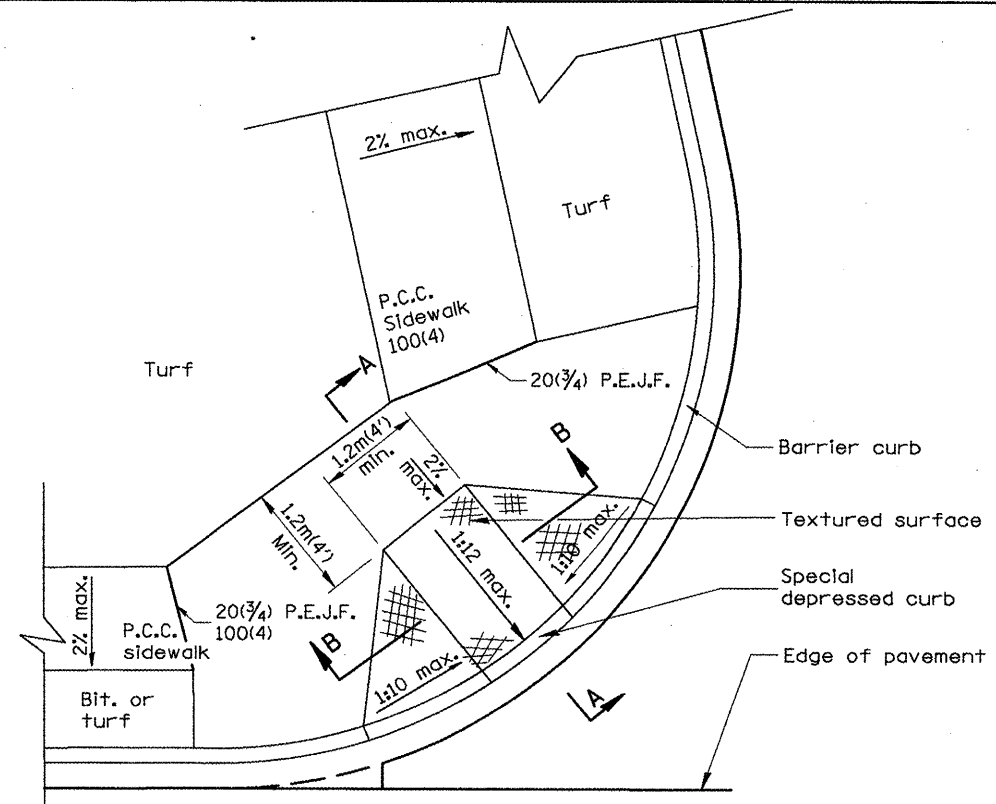 2% max.
Turf
P.C.C.
Sidewalk
100(4)
Turf
A
20(3/4) P.E.J.F.
1.2m(4')
min.
2%
max.
B
Barrier curb
1.2m(4')
Min.
Textured surface
1:10 max.
1:12 max.
Special
depressed curb
2% max.
P.C.C.
sidewalk
20(3/4) P.E.J.F.
100(4)
B
1:10 max.
Edge of pavement
Bit. or
turf
A